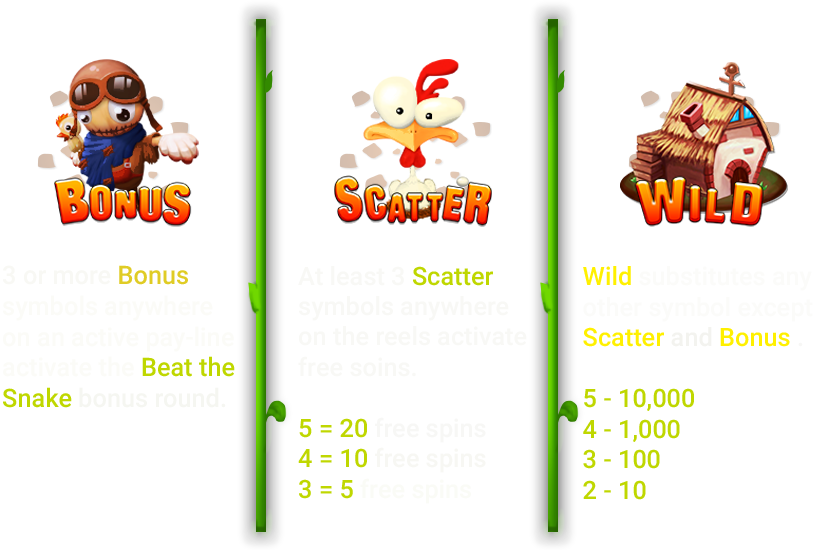 BONUS
3 or more Bonus
symbols anywhere
on an active pay-line
activate the Beat the
Snake bonus round.
SCATTER
At least 3 Scatter
symbols anywhere
on the reels activate
free soins.
5 = 20 free spins
4 = 10 free spins
3 = 5 free spins
WILD
Wild substitutes any
other symbol except
Scatter and Bonus .
5 - 10,000
4 - 1,000
3 - 100
2 - 10